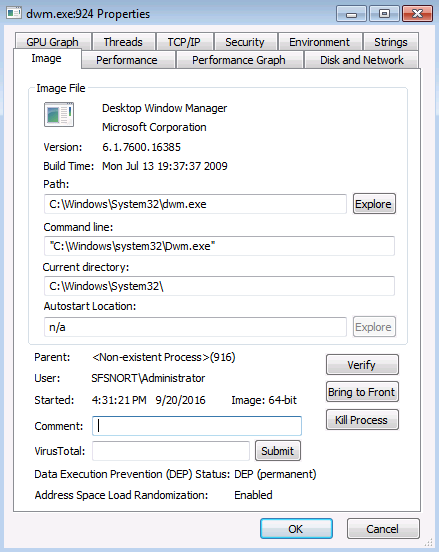 dwm.exe:924 Properties
GPU Graph Threads TCP/IP Security Environment Strings
Image Performance Performance Graph Disk and Network
Image File
Desktop Window Manager
Microsoft Corporation
Version: 6.1.7600.16385
Build Time: Mon Jul 13 19:37:37 2009
Path:
C:\Windows\System32\dwm.exe Explore
Command line:
"C:\Windows\system32\Dwm.exe"
Current directory:
C:\Windows\System32\
Autostart Location:
n/a Explore
Parent: <Non-existent Process>(916) Verify
User: SFSNORT\Administrator
Bring to Front
Started: 4:31:21 PM 9/20/2016 Image: 64-bit
Comment: Kill Process
VirusTotal: Submit
Data Execution Prevention (DEP) Status: DEP (permanent)
Address Space Load Randomization: Enabled
OK Cancel